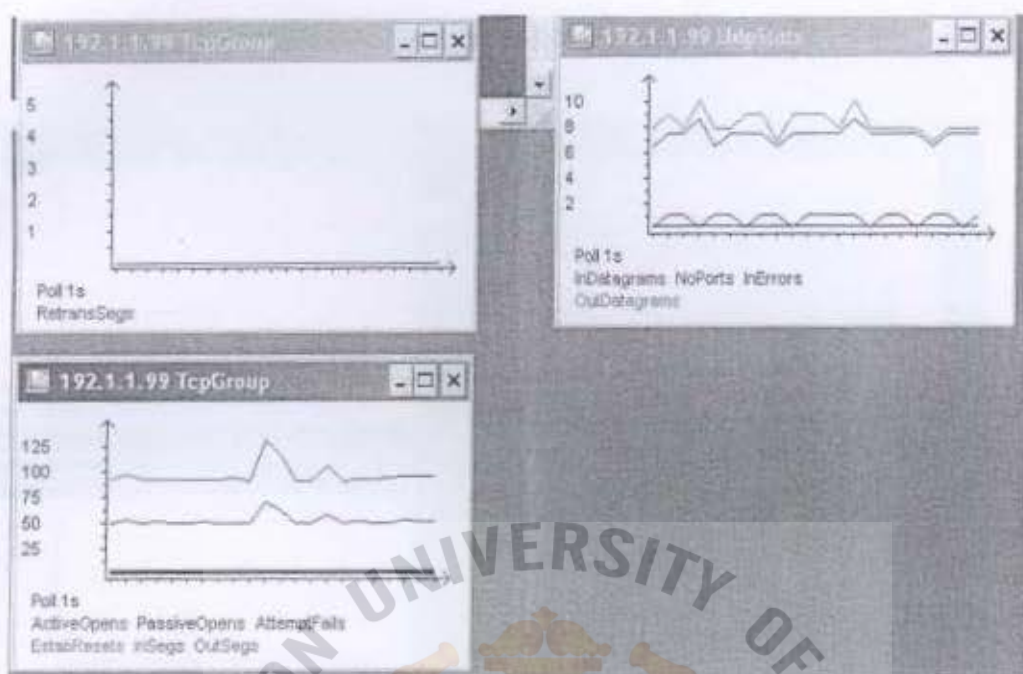 192.1.1.99 TcpGroup
5
4
3
2
1
Poll 1s
RetransSegs
192.1.1.99 UdpStats
10
8
6
4
2
Poll 1s
InDatagrams NoPorts InErrors
OutDatagrams
192.1.1.99 TcpGroup
125
100
75
50
25
Poll 1s
ActiveOpens PassiveOpens AttemptFails
EstabResets InSegs OutSegs
UNIVERSITY OF